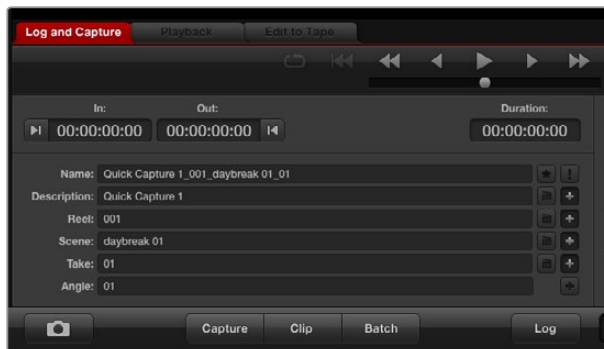 Log and Capture Playback Edit to Tape
In: Out: Duration:
00:00:00:00 00:00:00:00 00:00:00:00
Name: Quick Capture 1_001_daybreak 01_01
Description: Quick Capture 1
Reel: 001
Scene: daybreak 01
Take: 01
Angle: 01
Capture Clip Batch Log